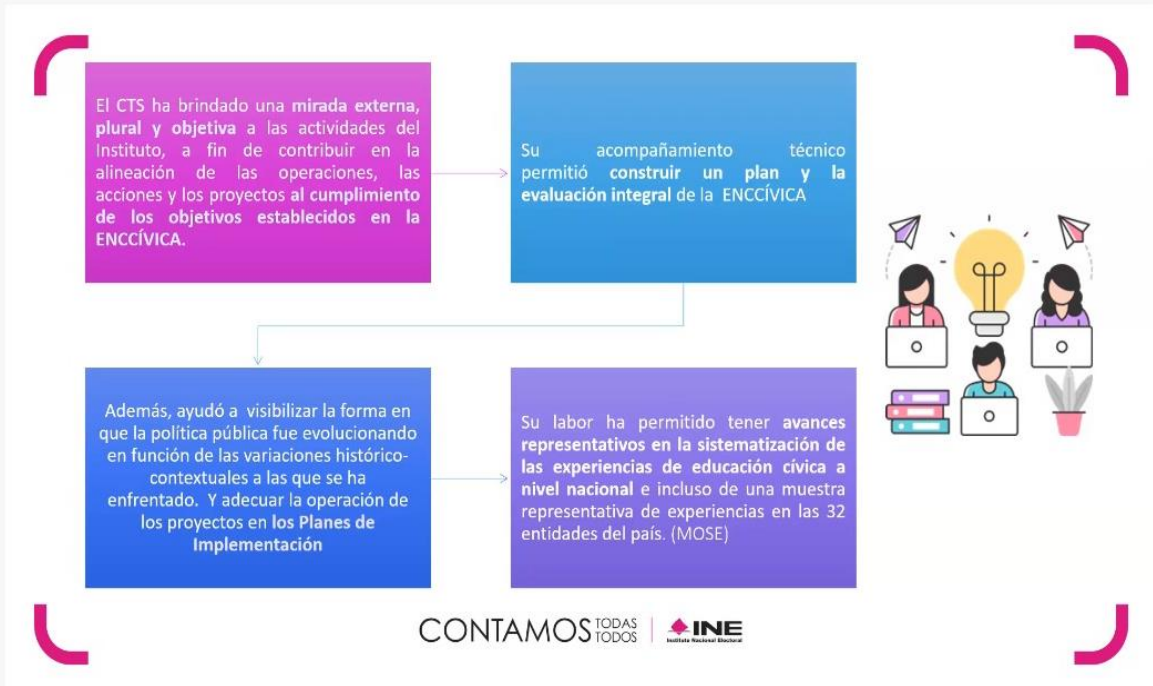 El CTS ha brindado una mirada externa,
plural y objetiva a las actividades del
Instituto, a fin de contribuir en la
alineación de las operaciones, las
acciones y los proyectos al cumplimiento
de los objetivos establecidos en la
ENCCÍVICA.
Su acompañamiento técnico
permitió construir un plan y la
evaluación integral de la ENCCÍVICA
Además, ayudó a visibilizar la forma en
que la política pública fue evolucionando
en función de las variaciones histórico-
contextuales a las que se ha
enfrentado. Y adecuar la operación de
los proyectos en los Planes de
Implementación
Su labor ha permitido tener avances
representativos en la sistematización de
las experiencias de educación cívica a
nivel nacional e incluso de una muestra
representativa de experiencias en las 32
entidades del país. (MOSE)
CONTAMOS TODAS TODOS
INE
Instituto Nacional Electoral